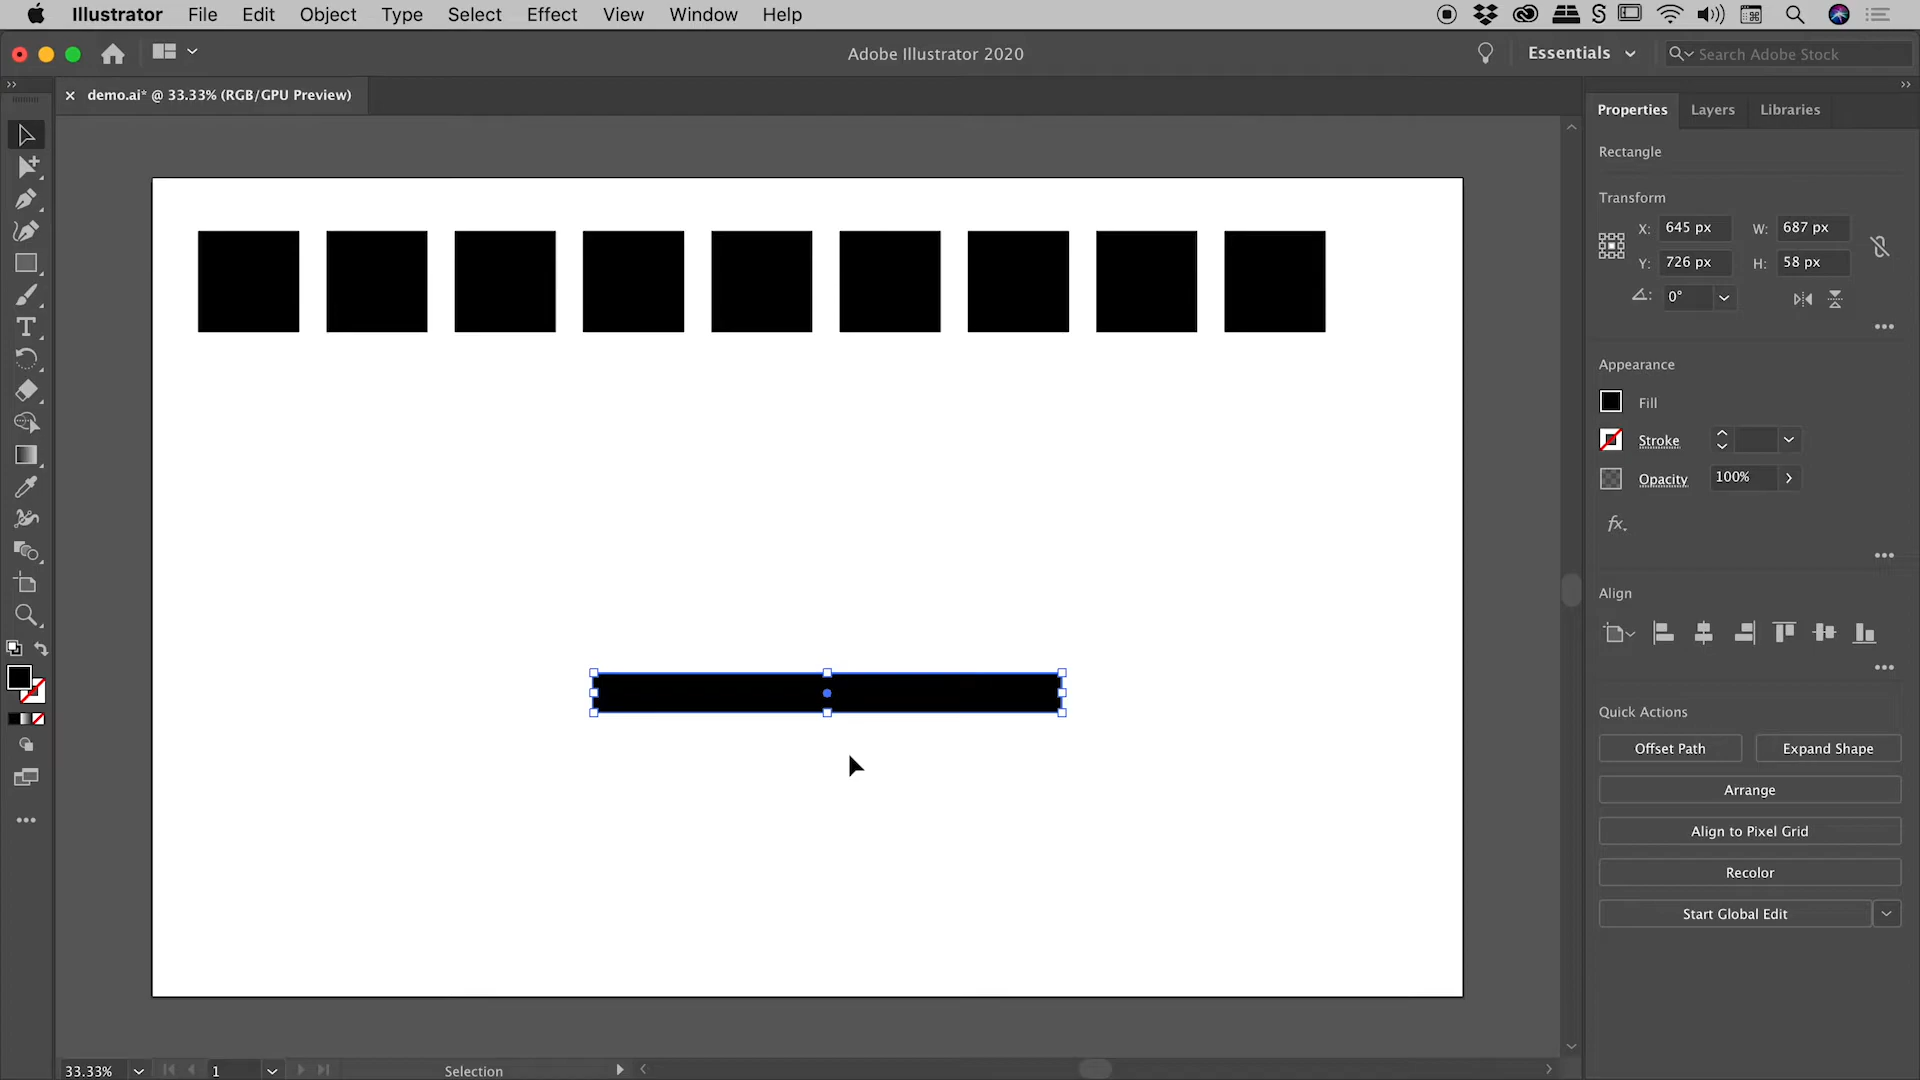 Illustrator File Edit Object Type Select Effect View Window Help
Adobe Illustrator 2020
Essentials
Search Adobe Stock
demo.ai* @ 33.33% (RGB/GPU Preview)
Properties Layers Libraries
Rectangle
Transform
X: 645 px W: 687 px
Y: 726 px H: 58 px
0°
Appearance
Fill
Stroke
Opacity 100%
fx.
Align
Quick Actions
Offset Path Expand Shape
Arrange
Align to Pixel Grid
Recolor
Start Global Edit
33.33% 1 Selection